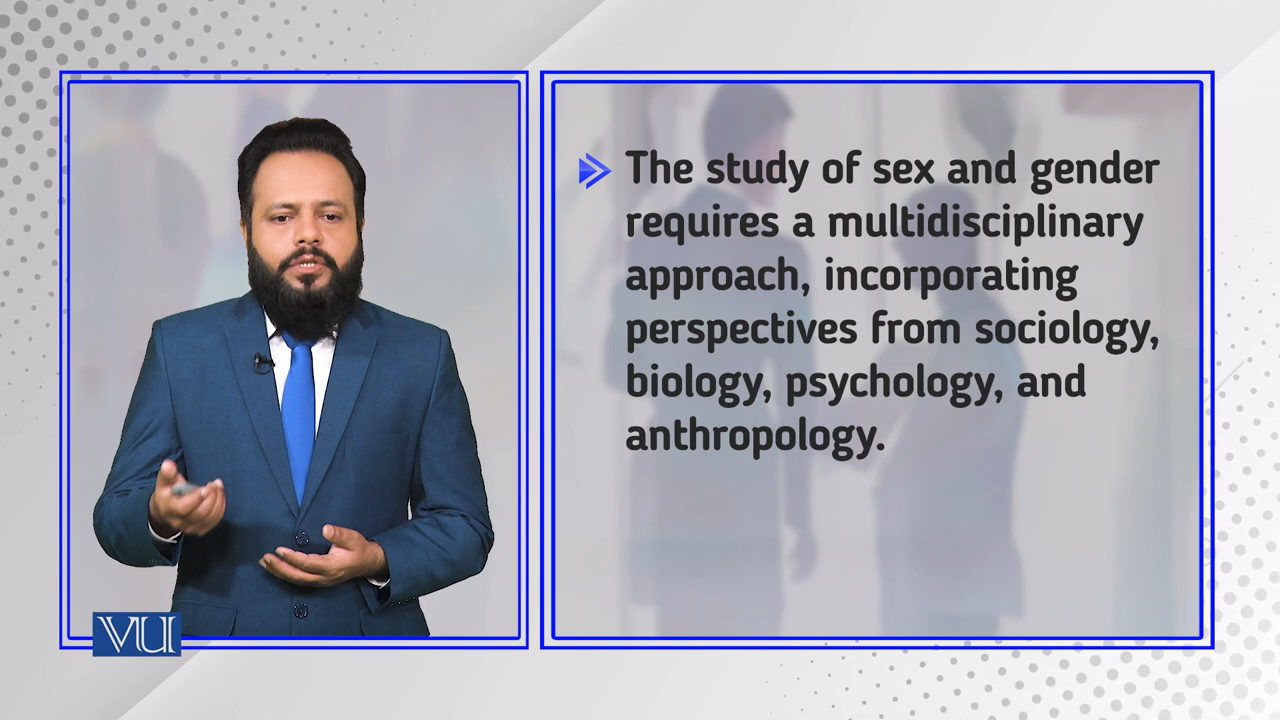 The study of sex and gender
requires a multidisciplinary
approach, incorporating
perspectives from sociology,
biology, psychology, and
anthropology.
VU